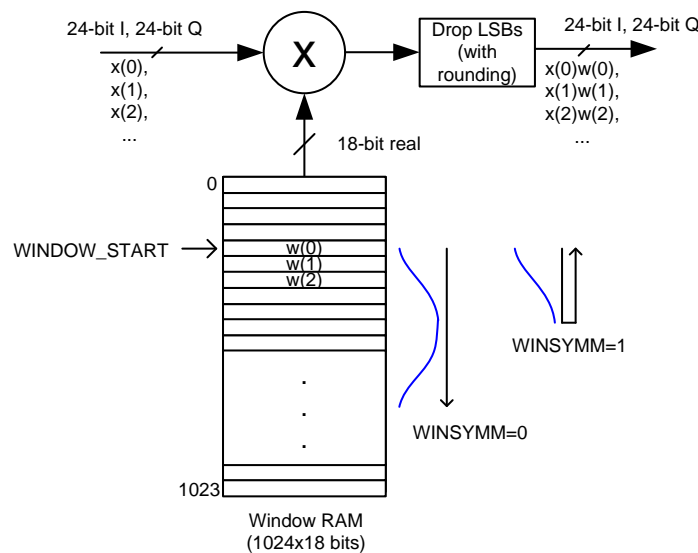 24-bit I, 24-bit Q
x(0),
x(1),
x(2),
...
X
Drop LSBs
(with
rounding)
24-bit I, 24-bit Q
x(0)w(0),
x(1)w(1),
x(2)w(2),
...
18-bit real
0
WINDOW_START
w(0)
w(1)
w(2)
.
.
.
WINSYMM=1
WINSYMM=0
1023
Window RAM
(1024x18 bits)